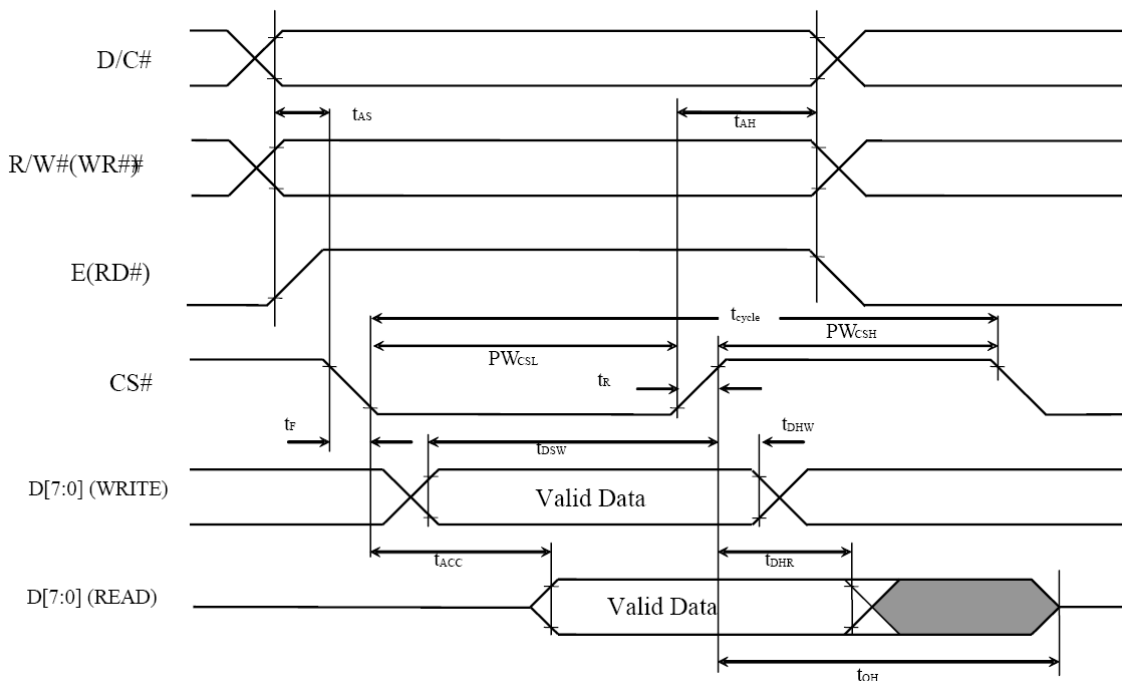 D/C#
tAS
tAH
R/W#(WR##
E(RD#)
tcycle
PWCSL
PWCSH
CS#
tR
tF
tDSW
tDHW
D[7:0] (WRITE)
Valid Data
tACC
tDHR
D[7:0] (READ)
Valid Data
tOH